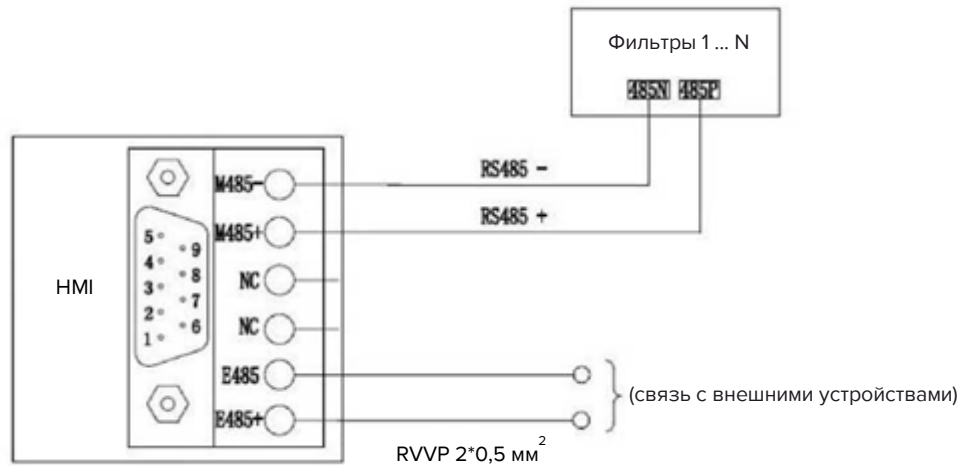 Фильтры 1 ... N
485N 485P
RS485 -
M485-
RS485 +
M485+
5
9
4
8
HMI
3
NC
7
2
6
NC
1
E485
(связь с внешними устройствами)
E485+
RVVP 2*0,5 мм²